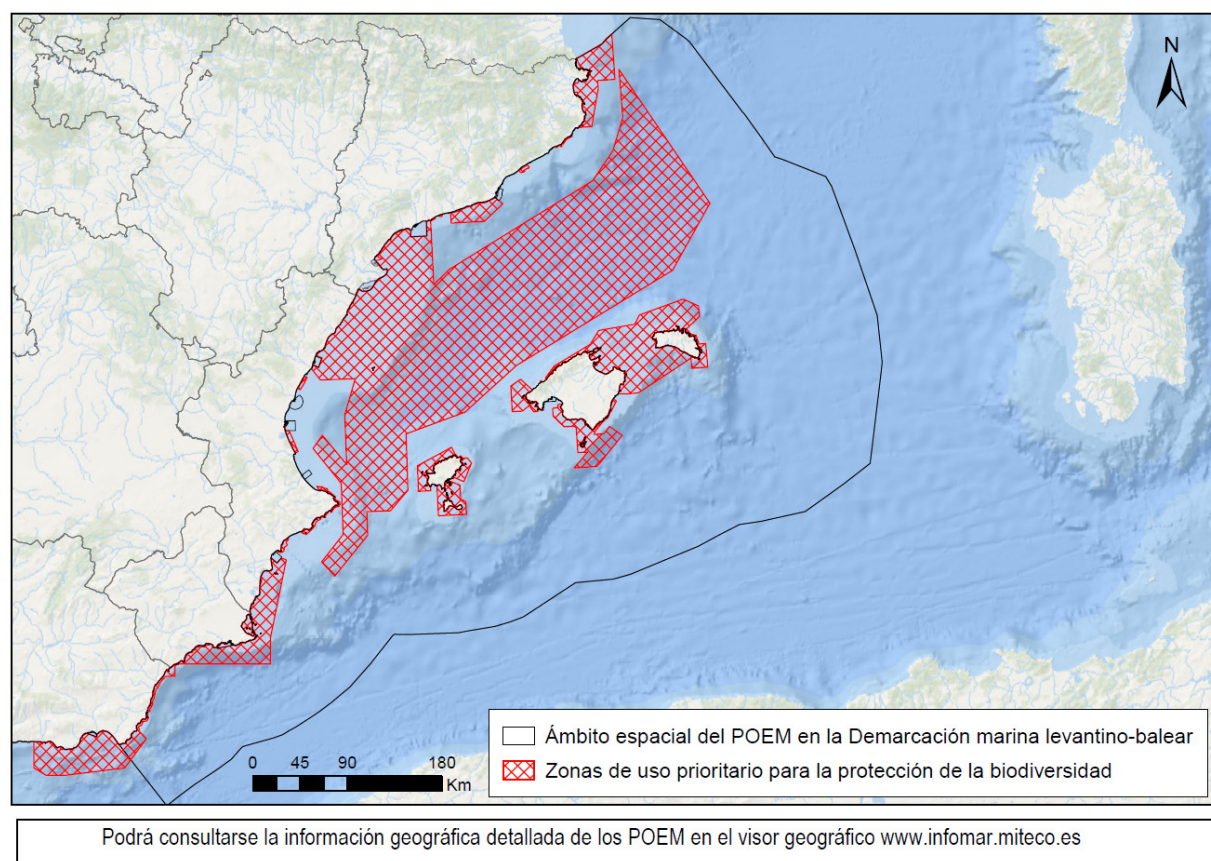 N
Ámbito espacial del POEM en la Demarcación marina levantino-balear
Zonas de uso prioritario para la protección de la biodiversidad
0 45 90 180
Km
Podrá consultarse la información geográfica detallada de los POEM en el visor geográfico www.infomar.miteco.es